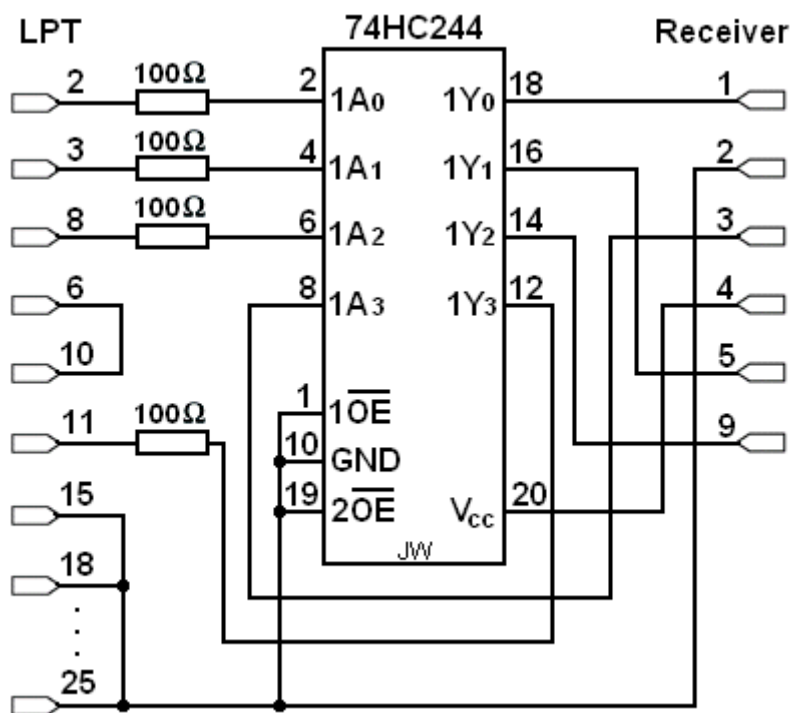 LPT 74HC244 Receiver
2 100Ω 2 1A0 1Y0 18 1
3 100Ω 4 1A1 1Y1 16 2
8 100Ω 6 1A2 1Y2 14 3
6 8 1A3 1Y3 12 4
10 5
11 100Ω 1 1OE 9
10 GND
15 19 2OE Vcc 20
JW
18
25